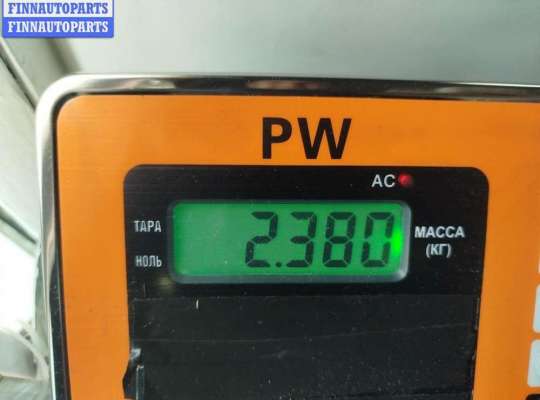 FINNAUTOPARTS
FINNAUTOPARTS
PW
AC
ТАРА
2.380
МАССА
(КГ)
НОЛЬ